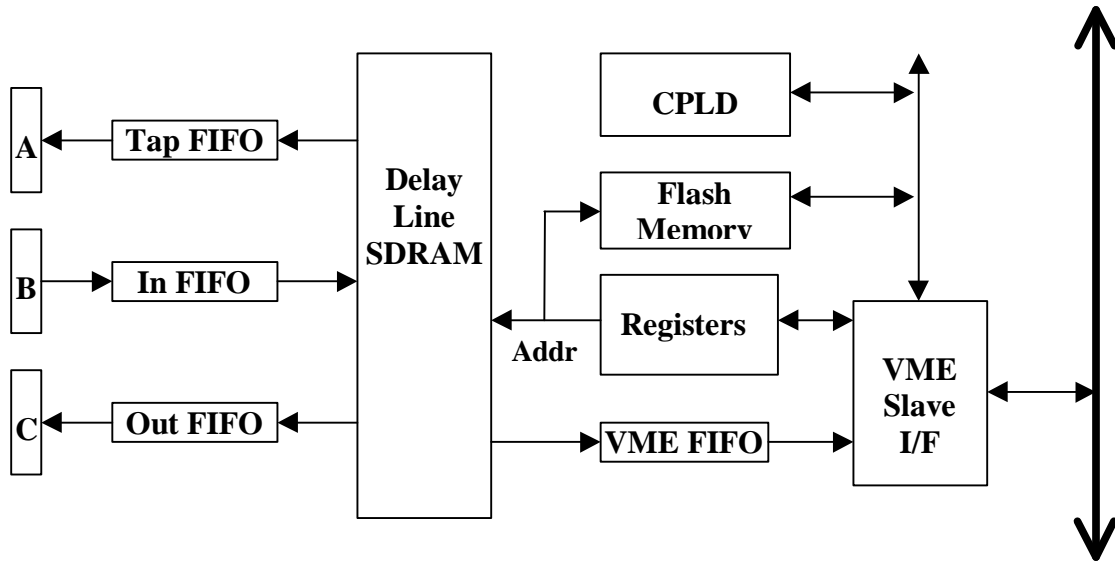 A
Tap FIFO
B
In FIFO
C
Out FIFO
Delay
Line
SDRAM
CPLD
Flash
Memory
Registers
Addr
VME FIFO
VME
Slave
I/F